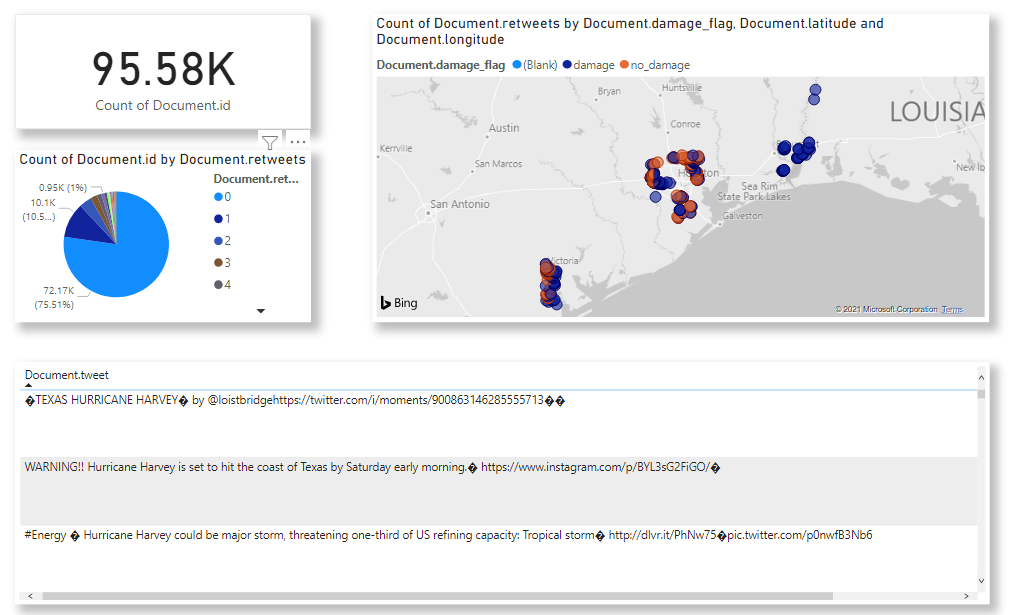 95.58K
Count of Document.id
Count of Document.id by Document.retweets
Document.ret...
0
1
2
3
4
0.95K (1%)
10.1K
(10.5...)
72.17K
(75.51%)
Count of Document.retweets by Document.damage_flag, Document.latitude and
Document.longitude
Document.damage_flag (Blank) damage no_damage
Bryan
Huntsville
LOUISIA
Austin
Conroe
Kerrville
San Marcos
New Ib
Sea Rim
State Park Lakes
San Antonio
Galveston
Victoria
Bing
© 2021 Microsoft Corporation Terms
Document.tweet
�TEXAS HURRICANE HARVEY� by @loistbridgehttps://twitter.com/i/moments/900863146285555713��
WARNING!! Hurricane Harvey is set to hit the coast of Texas by Saturday early morning.� https://www.instagram.com/p/BYL3sG2FiGO/�
#Energy � Hurricane Harvey could be major storm, threatening one-third of US refining capacity: Tropical storm� http://dlvr.it/PhNw75�pic.twitter.com/p0nwfB3Nb6